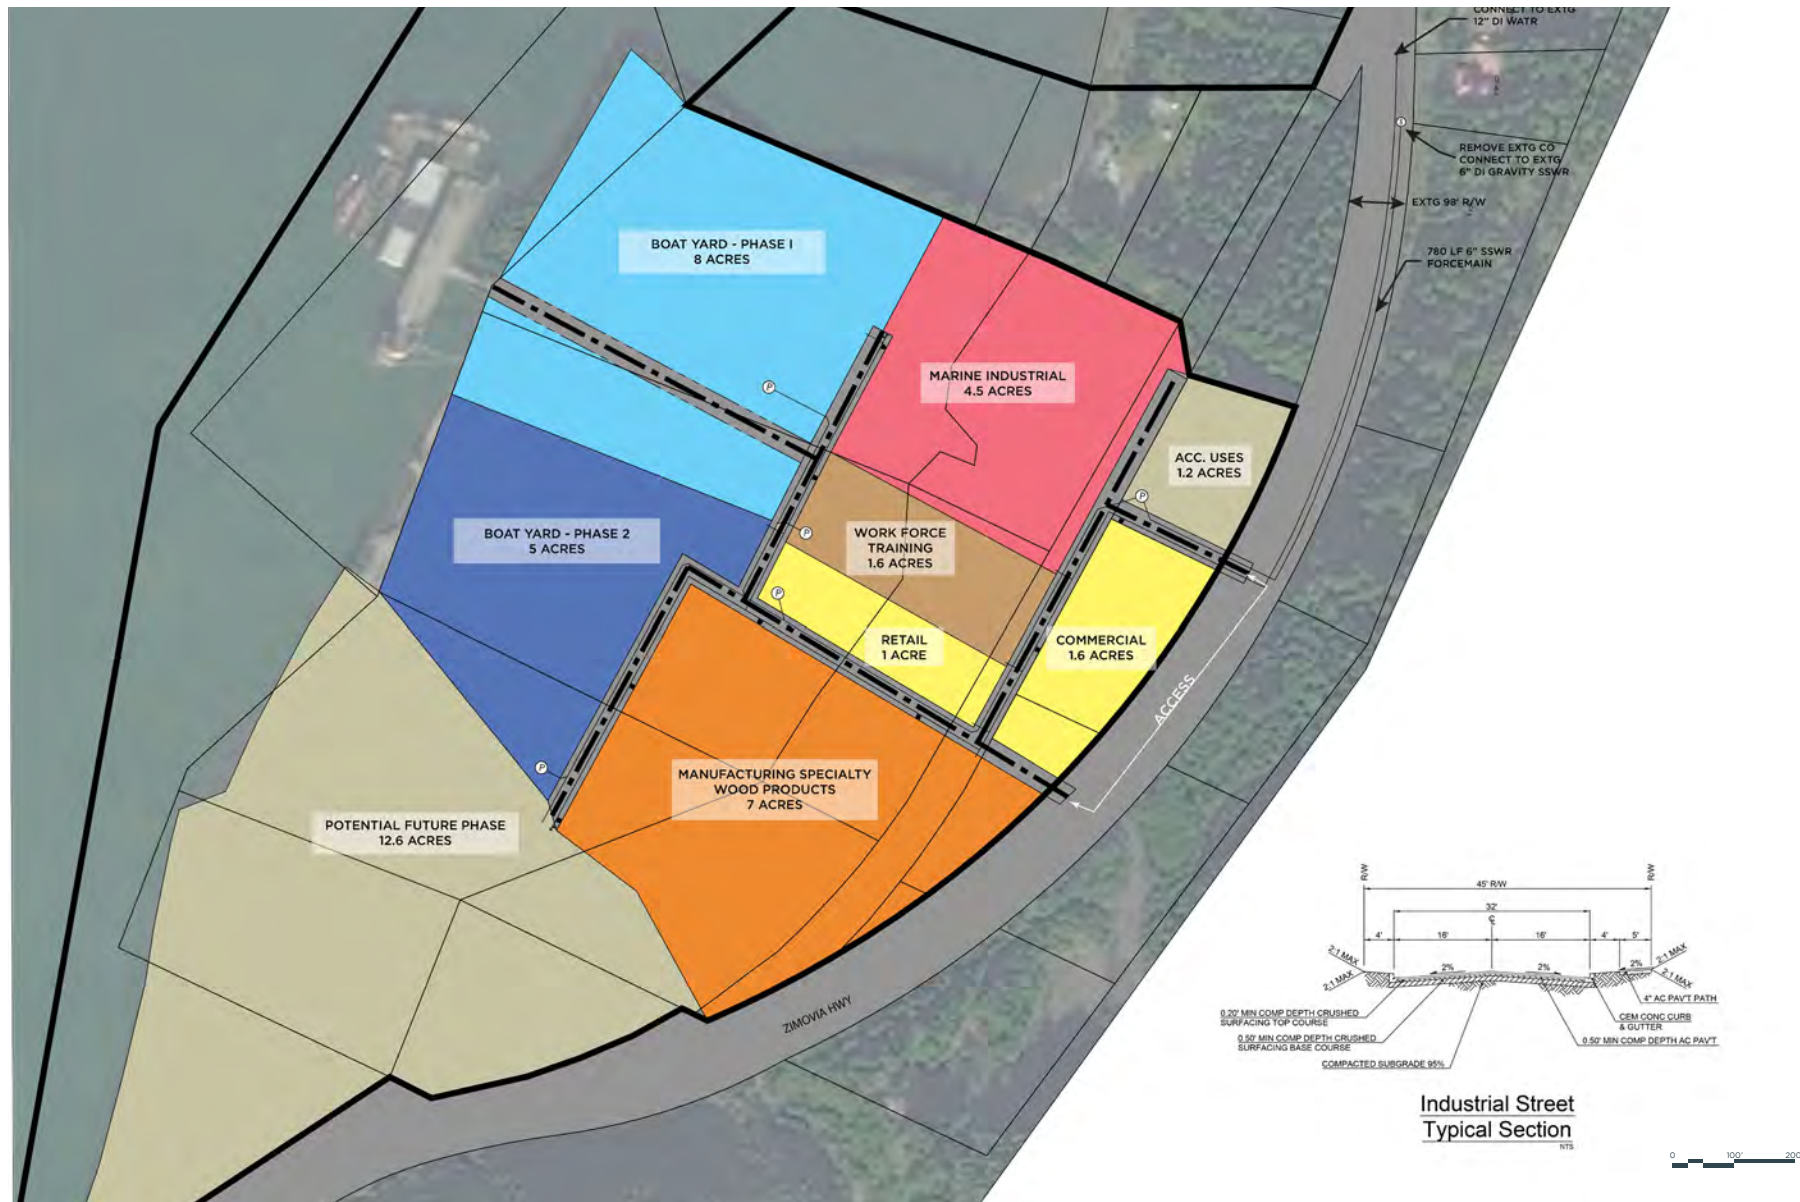 CONNECT TO EXTG
12" DI WATR
REMOVE EXTG CO
CONNECT TO EXTG
6" DI GRAVITY SSWR
EXTG 98' R/W
780 LF 6" SSWR
FORCEMAIN
BOAT YARD - PHASE I
8 ACRES
MARINE INDUSTRIAL
4.5 ACRES
P
ACC. USES
1.2 ACRES
P
BOAT YARD - PHASE 2
5 ACRES
P
WORK FORCE
TRAINING
1.6 ACRES
P
RETAIL
1 ACRE
COMMERCIAL
1.6 ACRES
ACCESS
P
MANUFACTURING SPECIALTY
WOOD PRODUCTS
7 ACRES
POTENTIAL FUTURE PHASE
12.6 ACRES
ZIMOVIA HWY
R/W
R/W
45' R/W
32'
4'
16'
16'
4'
5'
2:1 MAX
2:1 MAX
2%
2%
2%
2:1 MAX
2:1 MAX
4" AC PAV'T PATH
0.20' MIN COMP DEPTH CRUSHED
SURFACING TOP COURSE
CEM CONC CURB
& GUTTER
0.50' MIN COMP DEPTH CRUSHED
SURFACING BASE COURSE
0.50' MIN COMP DEPTH AC PAV'T
COMPACTED SUBGRADE 95%
Industrial Street
Typical Section
NTS
0 100' 200